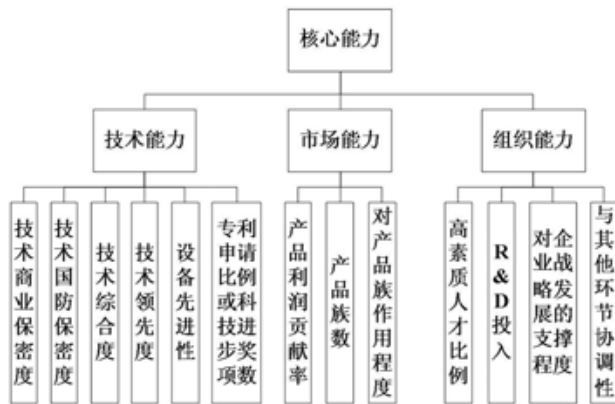 核心能力
技术能力
市场能力
组织能力
技术商业保密度
技术国防保密度
技术综合度
技术领先度
设备先进性
专利申请比例或科技进步奖项数
产品利润贡献率
产品族数
对产品族作用程度
高素质人才比例
R&D投入
对企业战略发展的支撑程度
与其他环节协调性